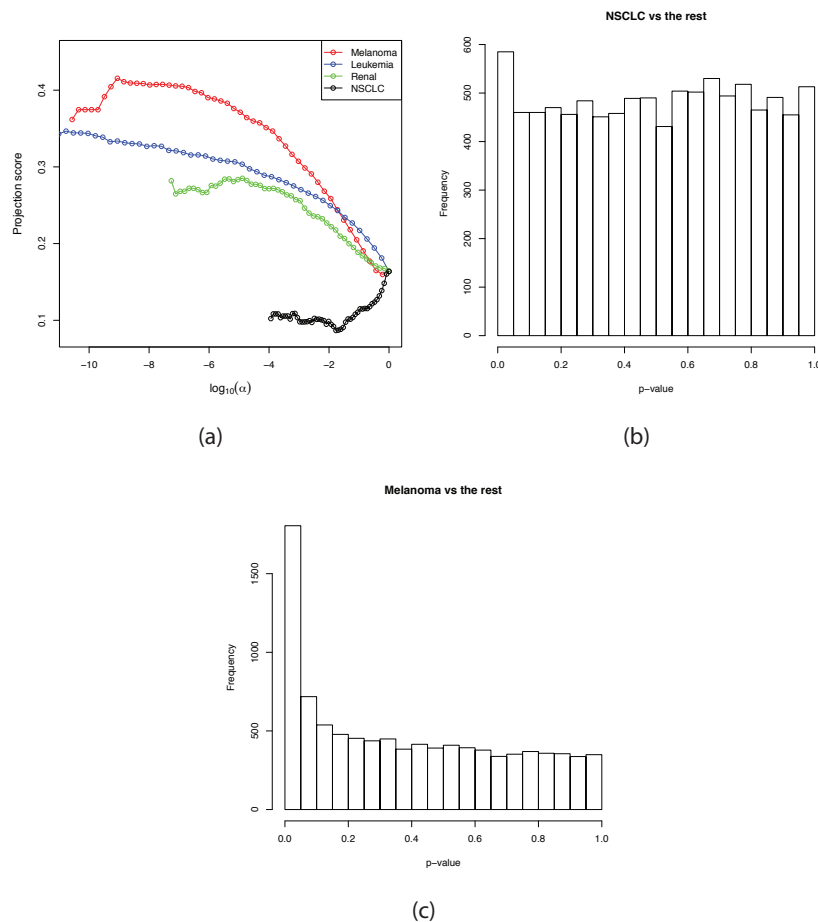 Projection score
0.4
0.3
0.2
0.1
Melanoma
Leukemia
Renal
NSCLC
−10 −8 −6 −4 −2 0
log10(α)
(a)
NSCLC vs the rest
Frequency
600
500
400
300
200
100
0
0.0 0.2 0.4 0.6 0.8 1.0
p−value
(b)
Melanoma vs the rest
Frequency
1500
1000
500
0
0.0 0.2 0.4 0.6 0.8 1.0
p−value
(c)